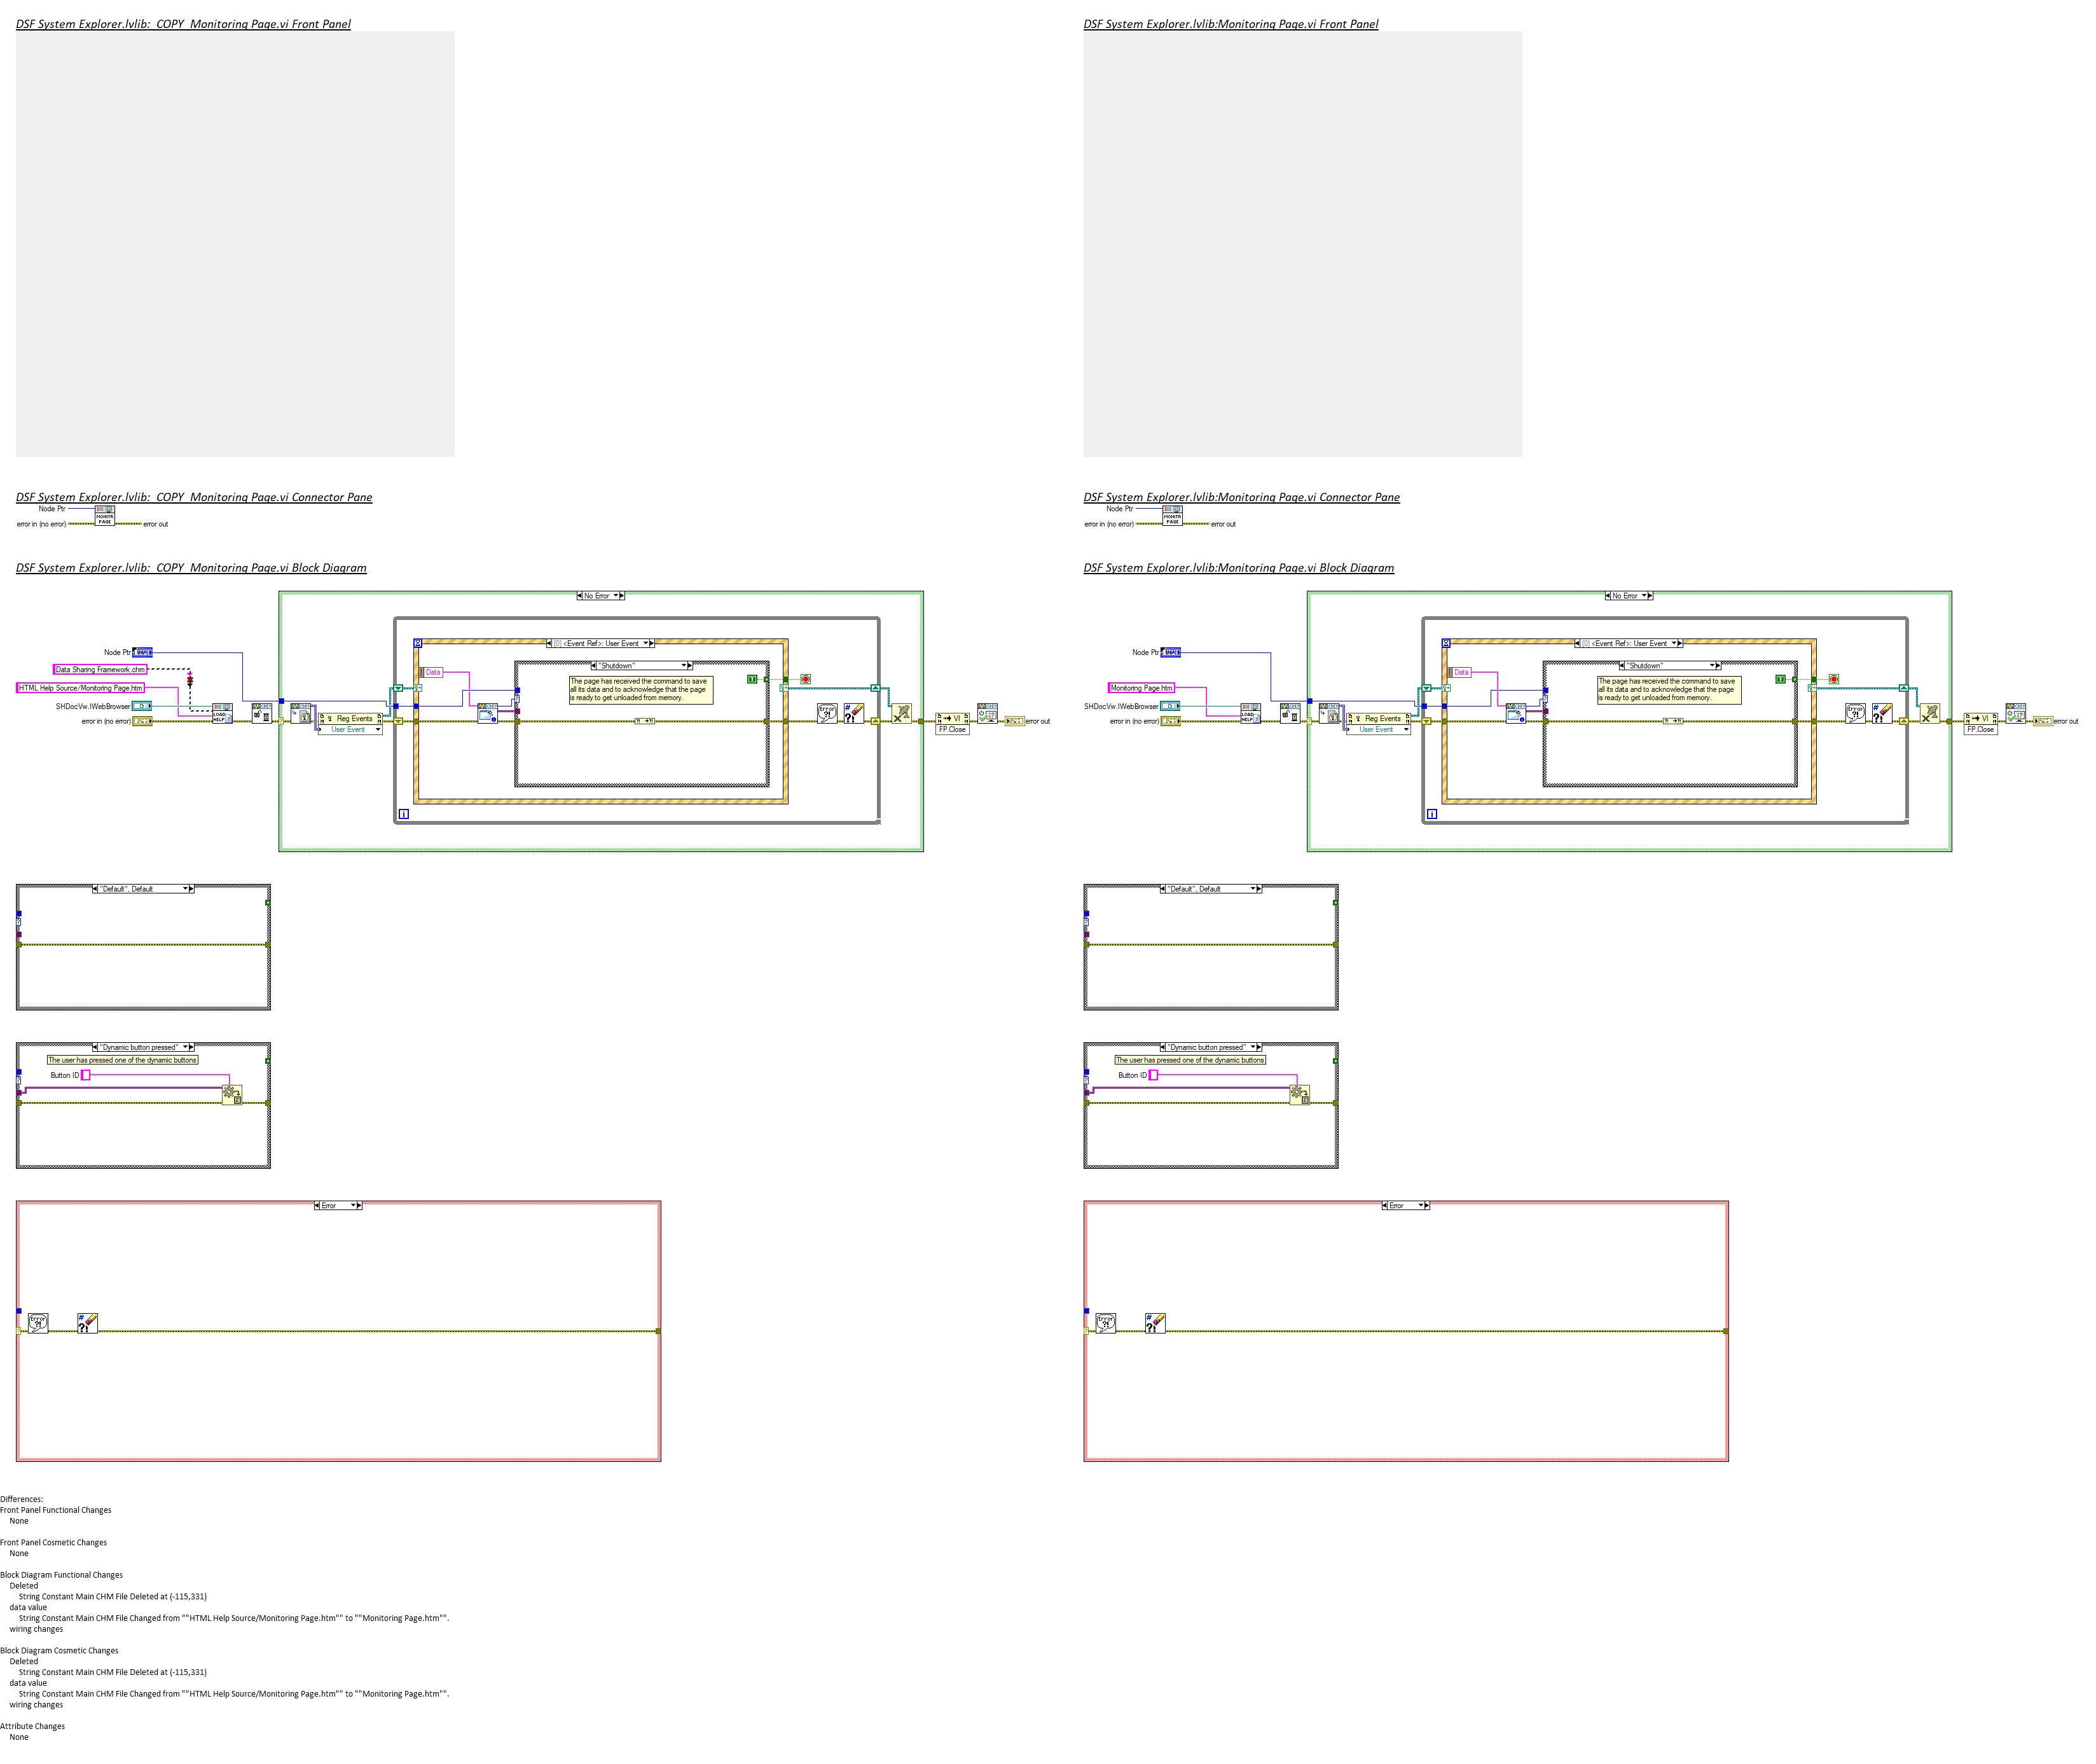 DSF System Explorer.lvlib:  COPY  Monitoring Page.vi Front Panel
DSF System Explorer.lvlib:Monitoring Page.vi Front Panel
DSF System Explorer.lvlib:  COPY  Monitoring Page.vi Connector Pane
Node Ptr
MONITR
PAGE
error in (no error)
error out
DSF System Explorer.lvlib:Monitoring Page.vi Connector Pane
Node Ptr
MONITR
PAGE
error in (no error)
error out
DSF System Explorer.lvlib:  COPY  Monitoring Page.vi Block Diagram
No Error
Node Ptr
Data Sharing Framework.chm
HTML Help Source/Monitoring Page.htm
SHDocVw.IWebBrowser
error in (no error)
LOAD
HELP
Reg Events
User Event
[0] <Event Ref>: User Event
Data
"Shutdown"
The page has received the command to save
all its data and to acknowledge that the page
is ready to get unloaded from memory.
Error
?!
#
?!
i
VI
FP.Close
error out
DSF System Explorer.lvlib:Monitoring Page.vi Block Diagram
No Error
Node Ptr
Monitoring Page.htm
SHDocVw.IWebBrowser
error in (no error)
LOAD
HELP
Reg Events
User Event
[0] <Event Ref>: User Event
Data
"Shutdown"
The page has received the command to save
all its data and to acknowledge that the page
is ready to get unloaded from memory.
Error
?!
#
?!
i
VI
FP.Close
error out
"Default", Default
"Default", Default
"Dynamic button pressed"
The user has pressed one of the dynamic buttons
Button ID
"Dynamic button pressed"
The user has pressed one of the dynamic buttons
Button ID
Error
Error
?!
#
?!
Error
Error
?!
#
?!
Differences:
Front Panel Functional Changes
None
Front Panel Cosmetic Changes
None
Block Diagram Functional Changes
Deleted
String Constant Main CHM File Deleted at (-115,331)
data value
String Constant Main CHM File Changed from ""HTML Help Source/Monitoring Page.htm"" to ""Monitoring Page.htm"".
wiring changes
Block Diagram Cosmetic Changes
Deleted
String Constant Main CHM File Deleted at (-115,331)
data value
String Constant Main CHM File Changed from ""HTML Help Source/Monitoring Page.htm"" to ""Monitoring Page.htm"".
wiring changes
Attribute Changes
None